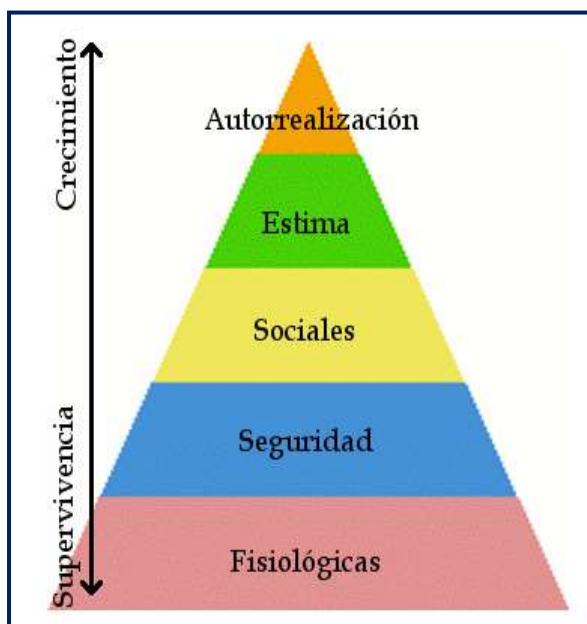 Crecimiento
Supervivencia
Autorrealización
Estima
Sociales
Seguridad
Fisiológicas